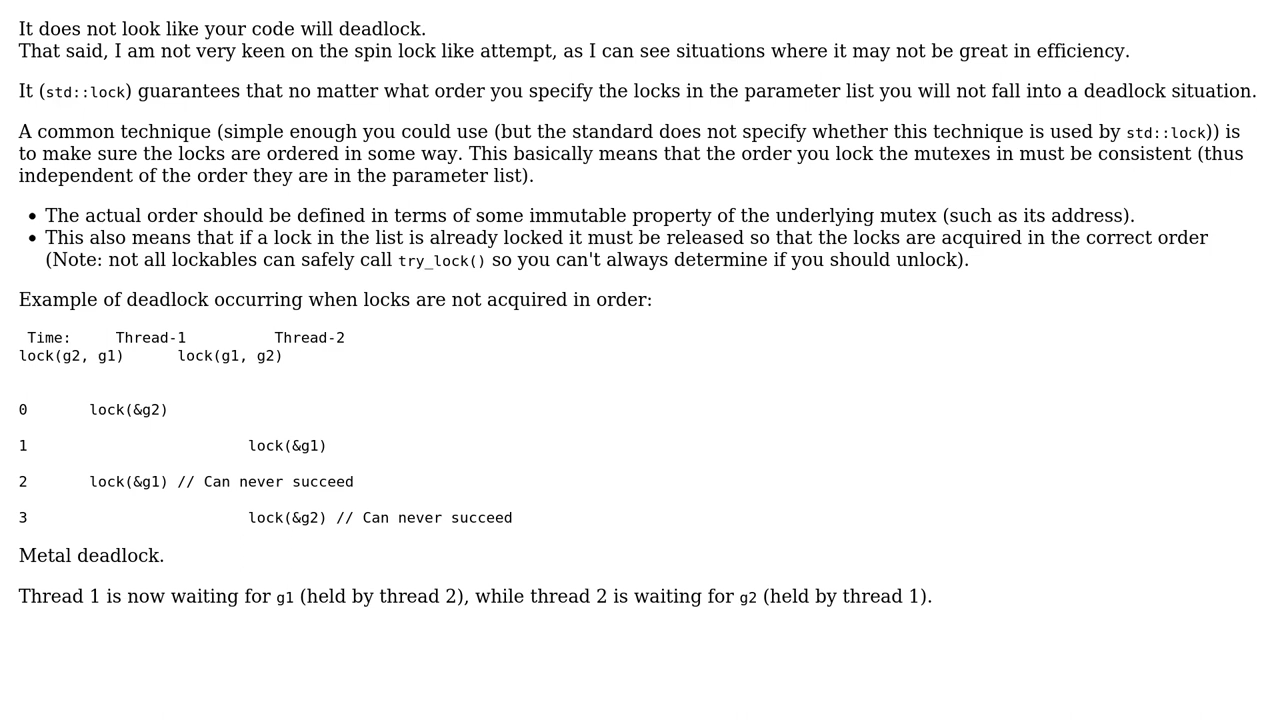 It does not look like your code will deadlock.
That said, I am not very keen on the spin lock like attempt, as I can see situations where it may not be great in efficiency.
It (std::lock) guarantees that no matter what order you specify the locks in the parameter list you will not fall into a deadlock situation.
A common technique (simple enough you could use (but the standard does not specify whether this technique is used by std::lock)) is
to make sure the locks are ordered in some way. This basically means that the order you lock the mutexes in must be consistent (thus
independent of the order they are in the parameter list).
• The actual order should be defined in terms of some immutable property of the underlying mutex (such as its address).
• This also means that if a lock in the list is already locked it must be released so that the locks are acquired in the correct order
(Note: not all lockables can safely call try_lock() so you can't always determine if you should unlock).
Example of deadlock occurring when locks are not acquired in order:
 Time:     Thread-1          Thread-2
lock(g2, g1)      lock(g1, g2)
0       lock(&g2)
1                         lock(&g1)
2       lock(&g1) // Can never succeed
3                         lock(&g2) // Can never succeed
Metal deadlock.
Thread 1 is now waiting for g1 (held by thread 2), while thread 2 is waiting for g2 (held by thread 1).